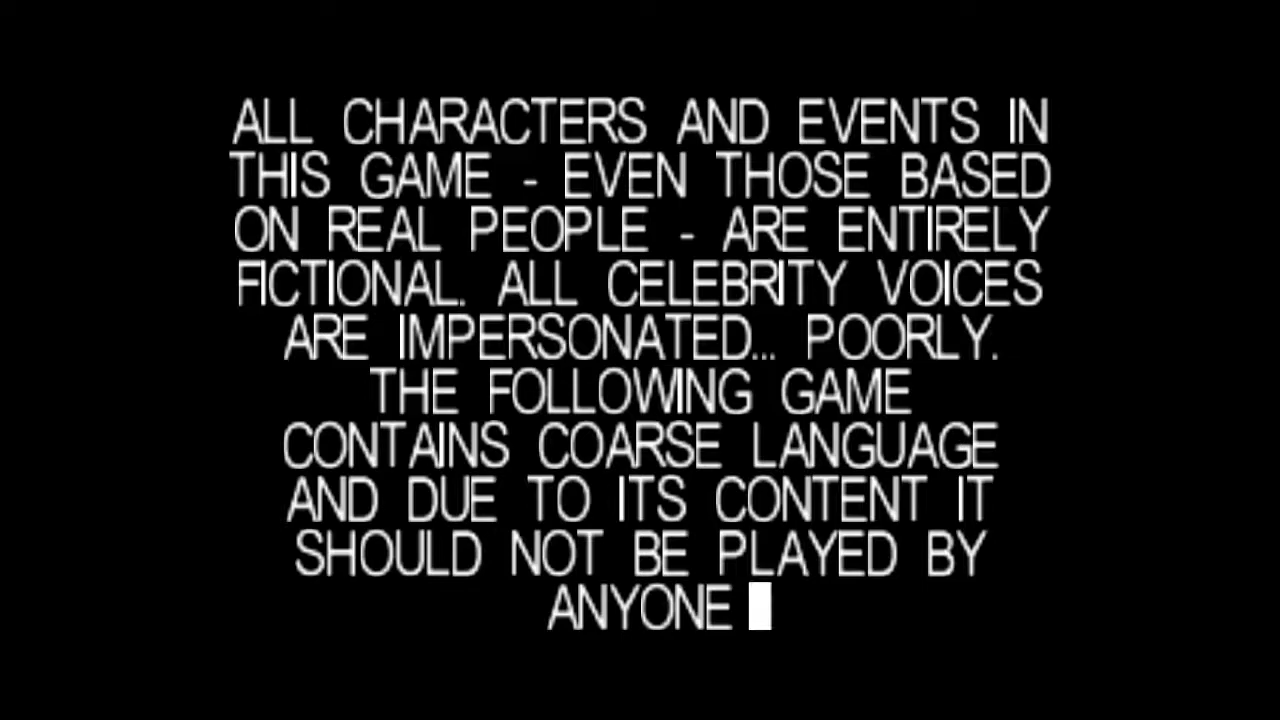 ALL CHARACTERS AND EVENTS IN
THIS GAME - EVEN THOSE BASED
ON REAL PEOPLE - ARE ENTIRELY
FICTIONAL. ALL CELEBRITY VOICES
ARE IMPERSONATED... POORLY.
THE FOLLOWING GAME
CONTAINS COARSE LANGUAGE
AND DUE TO ITS CONTENT IT
SHOULD NOT BE PLAYED BY
ANYONE